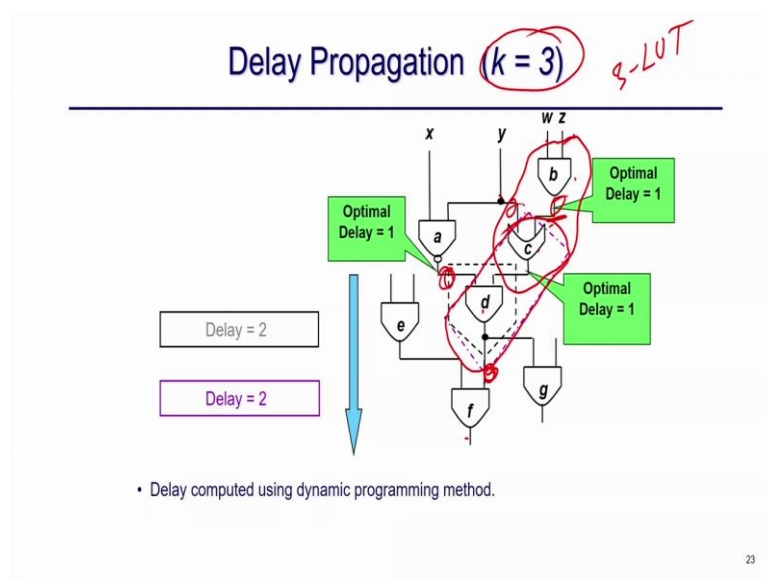 Delay Propagation (k = 3)
3-LUT
x
y
w z
b
Optimal
Delay = 1
Optimal
Delay = 1
a
c
Optimal
Delay = 1
d
e
Delay = 2
Delay = 2
f
g
• Delay computed using dynamic programming method.
23